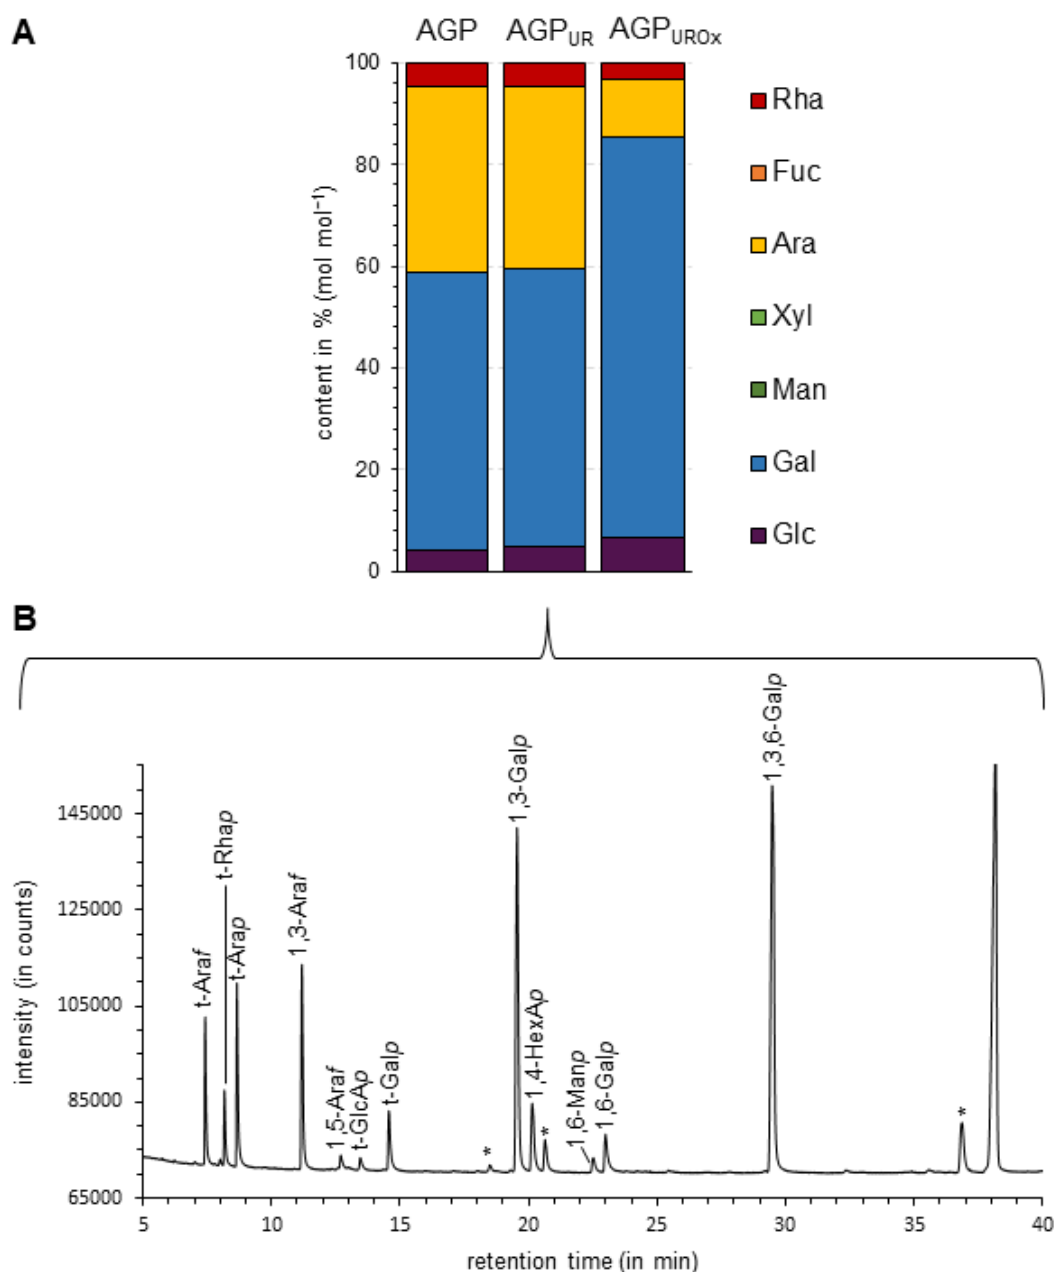 A
AGP AGPUR AGPUROx
content in % (mol mol⁻¹)
100
80
60
40
20
0
Rha
Fuc
Ara
Xyl
Man
Gal
Glc
B
intensity (in counts)
145000
125000
105000
85000
65000
t-Araf
t-Rhap
t-Arap
1,3-Araf
1,5-Araf
t-GlcAp
t-Galp
*
1,3-Galp
1,4-HexAp
*
1,6-Manp
1,6-Galp
1,3,6-Galp
*
5 10 15 20 25 30 35 40
retention time (in min)